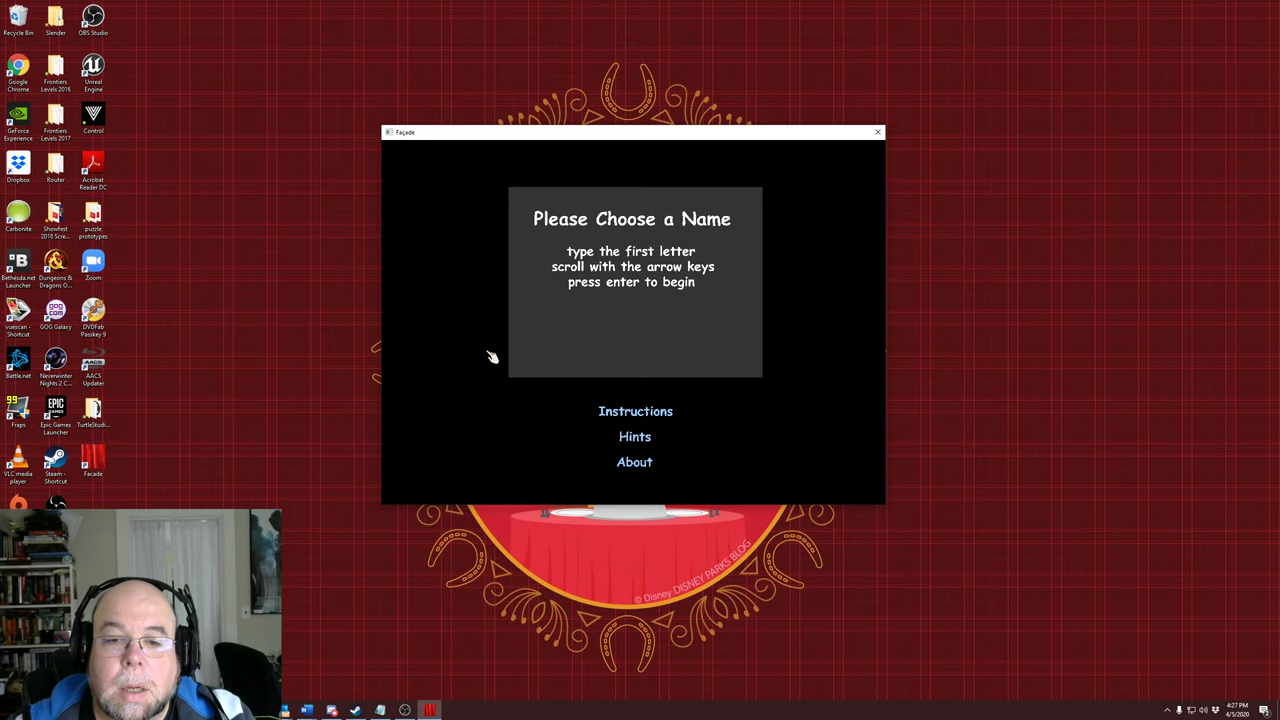 Recycle Bin
Slender
OBS Studio
Google
Chrome
Frontiers
Levels 2016
Unreal
Engine
GeForce
Experience
Frontiers
Levels 2017
Control
Dropbox
Router
Acrobat
Reader DC
Carbonite
Showfest
2018 Scre...
puzzle
prototypes
Bethesda.net
Launcher
Dungeons &
Dragons O...
Zoom
vuescan -
Shortcut
GOG Galaxy
DVDFab
Passkey 9
Battle.net
Neverwinter
Nights 2 C...
AACS
Updater
99
Fraps
EPIC
GAMES
Epic Games
Launcher
TurtleStudi...
VLC media
player
Steam -
Shortcut
Facade
Façade
Please Choose a Name
type the first letter
scroll with the arrow keys
press enter to begin
Instructions
Hints
About
© Disney DISNEY PARKS BLOG
4:27 PM
4/5/2020